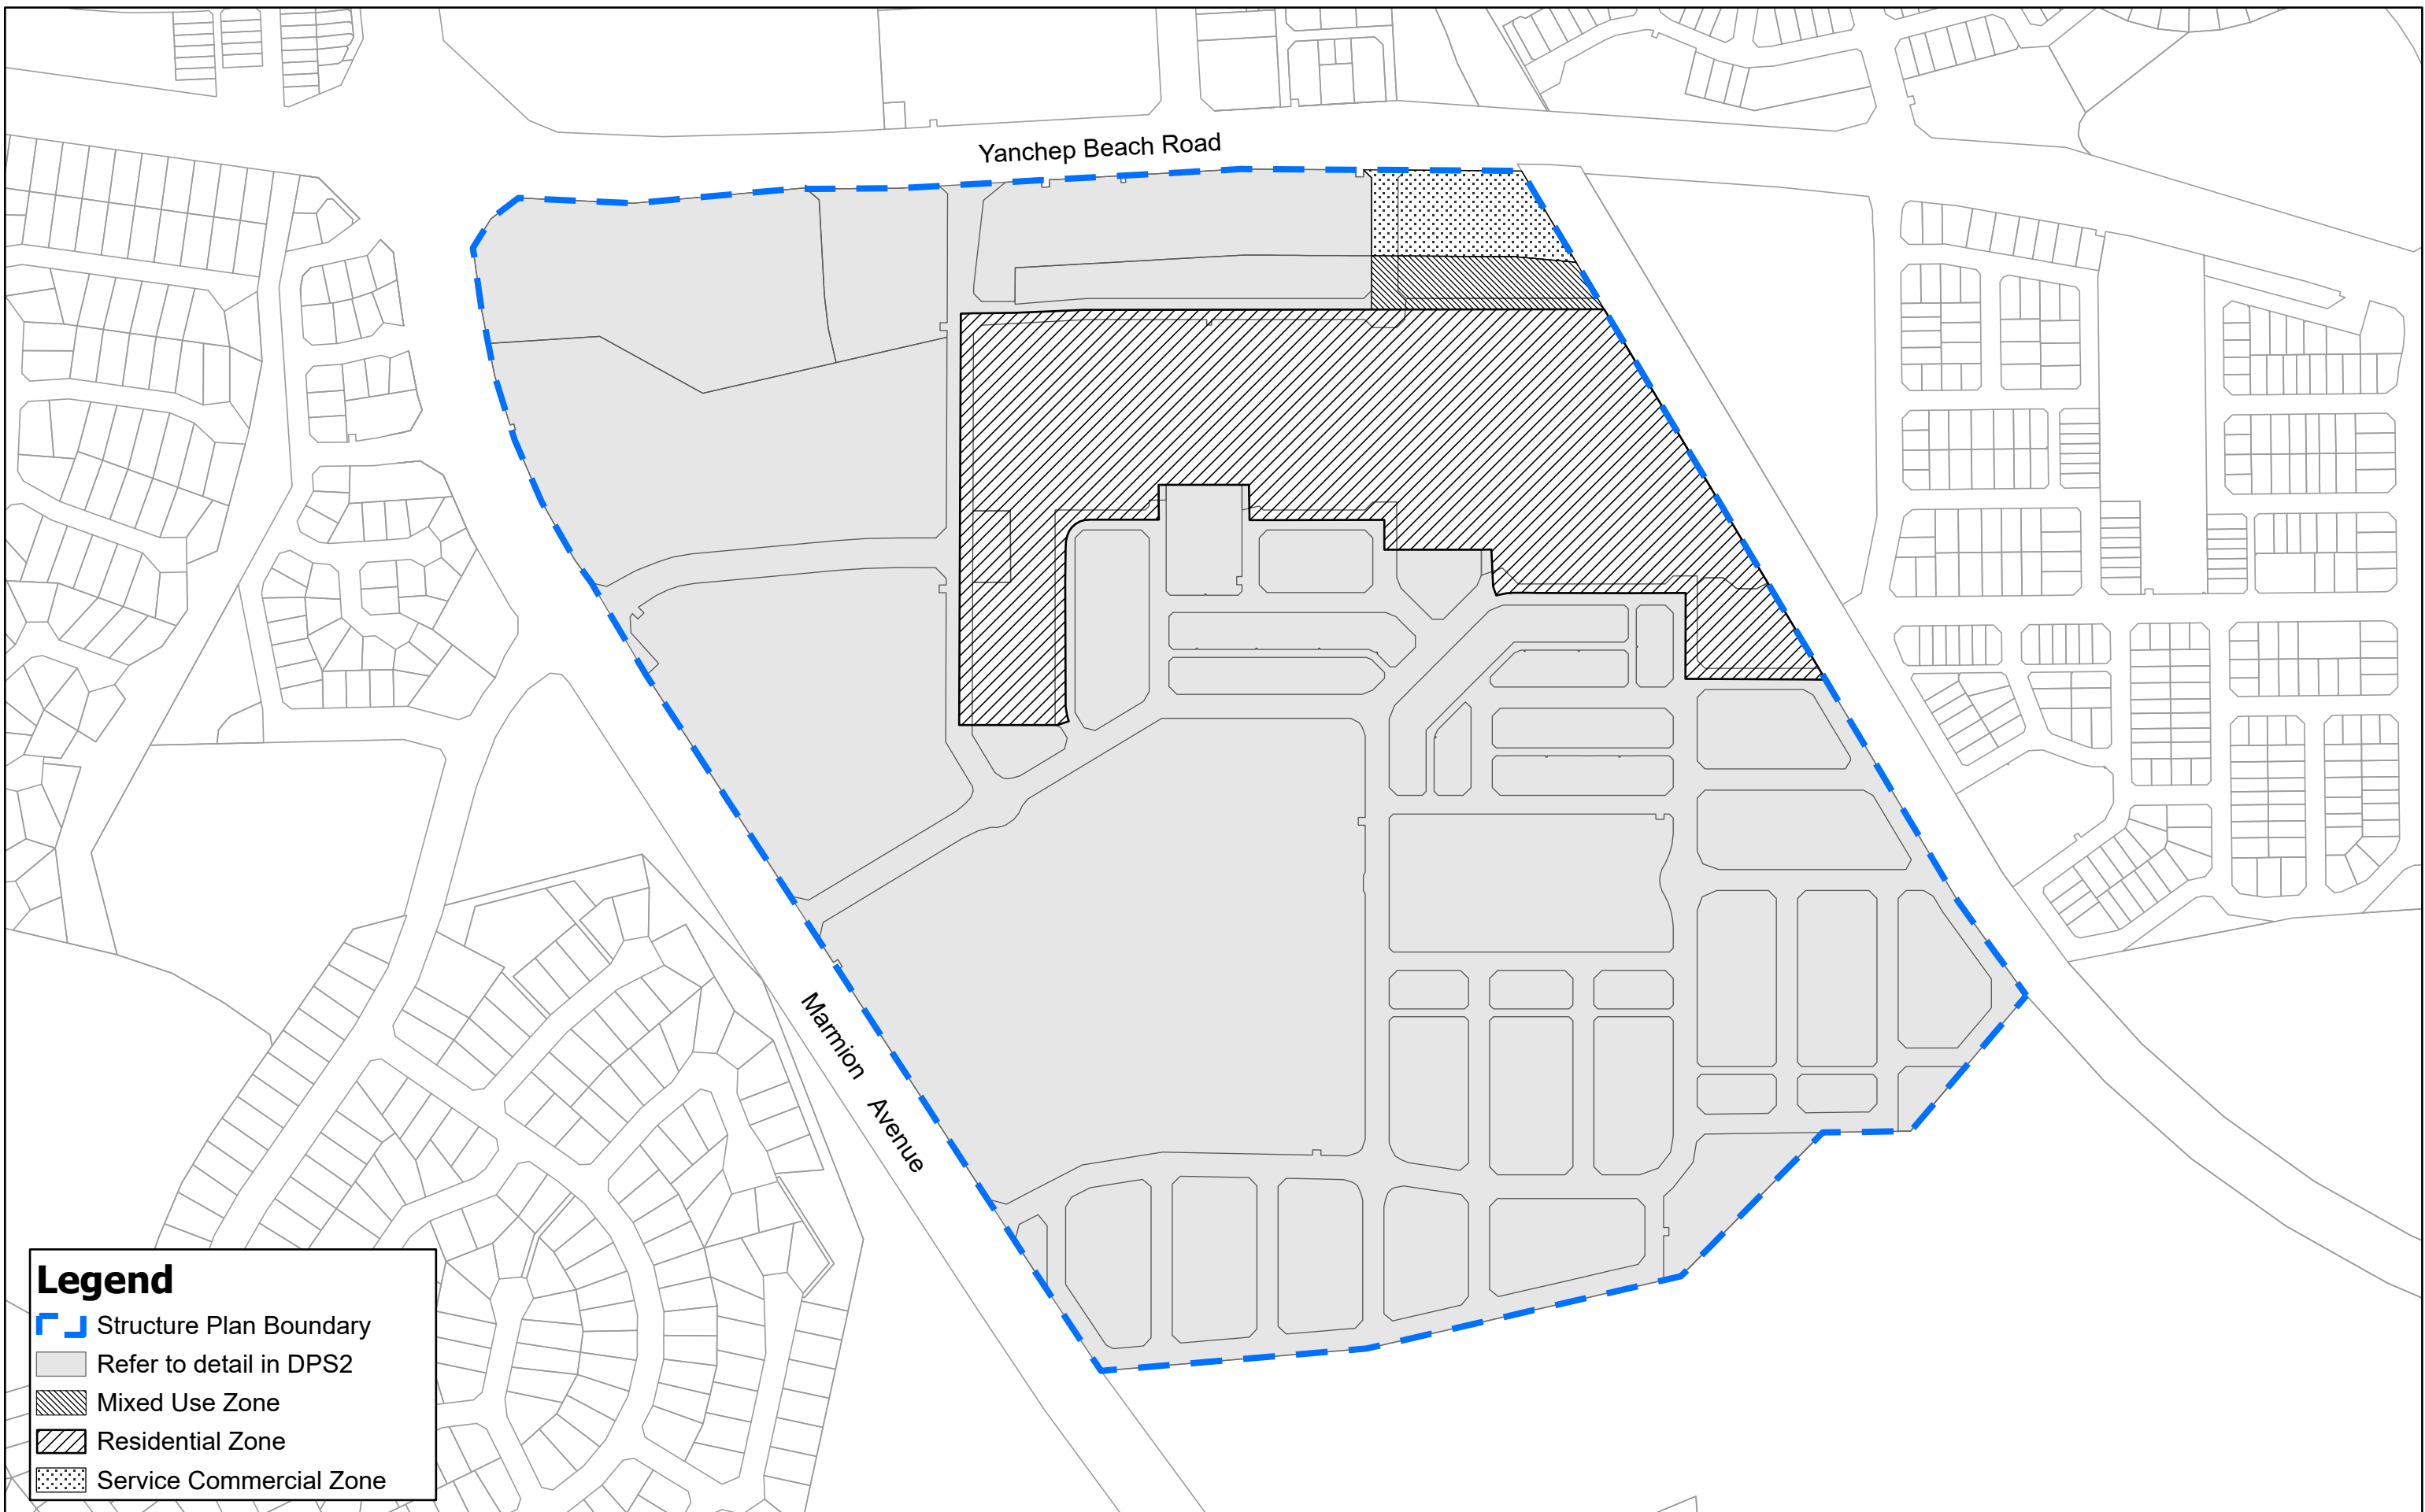 Yanchep Beach Road
Marmion Avenue
Legend
Structure Plan Boundary
Refer to detail in DPS2
Mixed Use Zone
Residential Zone
Service Commercial Zone